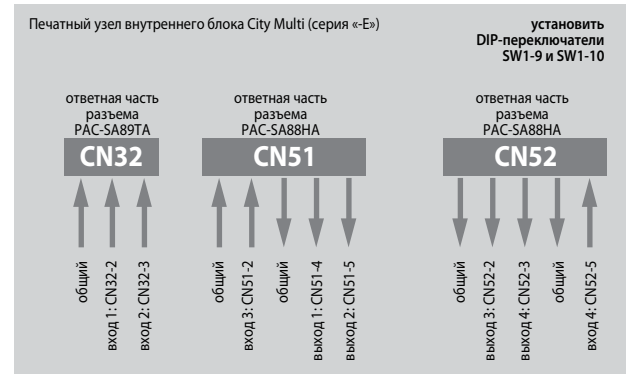 Печатный узел внутреннего блока City Multi (серия «-Е»)
установить
DIP-переключатели
SW1-9 и SW1-10
ответная часть
разъема
PAC-SA89TA
CN32
общий
вход 1: CN32-2
вход 2: CN32-3
ответная часть
разъема
PAC-SA88HA
CN51
общий
вход 3: CN51-2
общий
выход 1: CN51-4
выход 2: CN51-5
ответная часть
разъема
PAC-SA88HA
CN52
общий
выход 3: CN52-2
выход 4: CN52-3
общий
вход 4: CN52-5